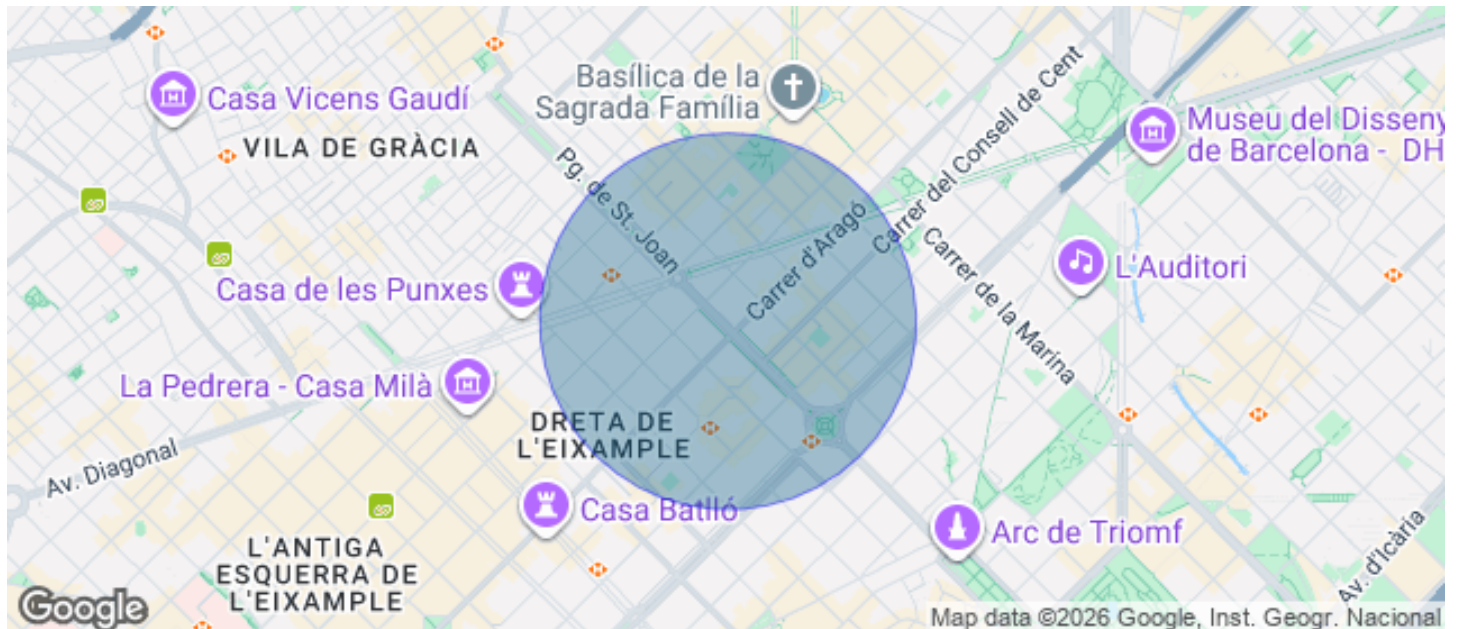 Basílica de la
Sagrada Família
Casa Vicens Gaudí
Museu del Disseny
de Barcelona - DH
VILA DE GRÀCIA
Carrer del Consell de Cent
Pg. de St. Joan
Carrer d'Aragó
L'Auditori
Casa de les Punxes
Carrer de la Marina
La Pedrera - Casa Milà
DRETA DE
L'EIXAMPLE
Av. Diagonal
Casa Batlló
Arc de Triomf
L'ANTIGA
ESQUERRA DE
L'EIXAMPLE
Av. d'Icària
Google
Map data ©2026 Google, Inst. Geogr. Nacional